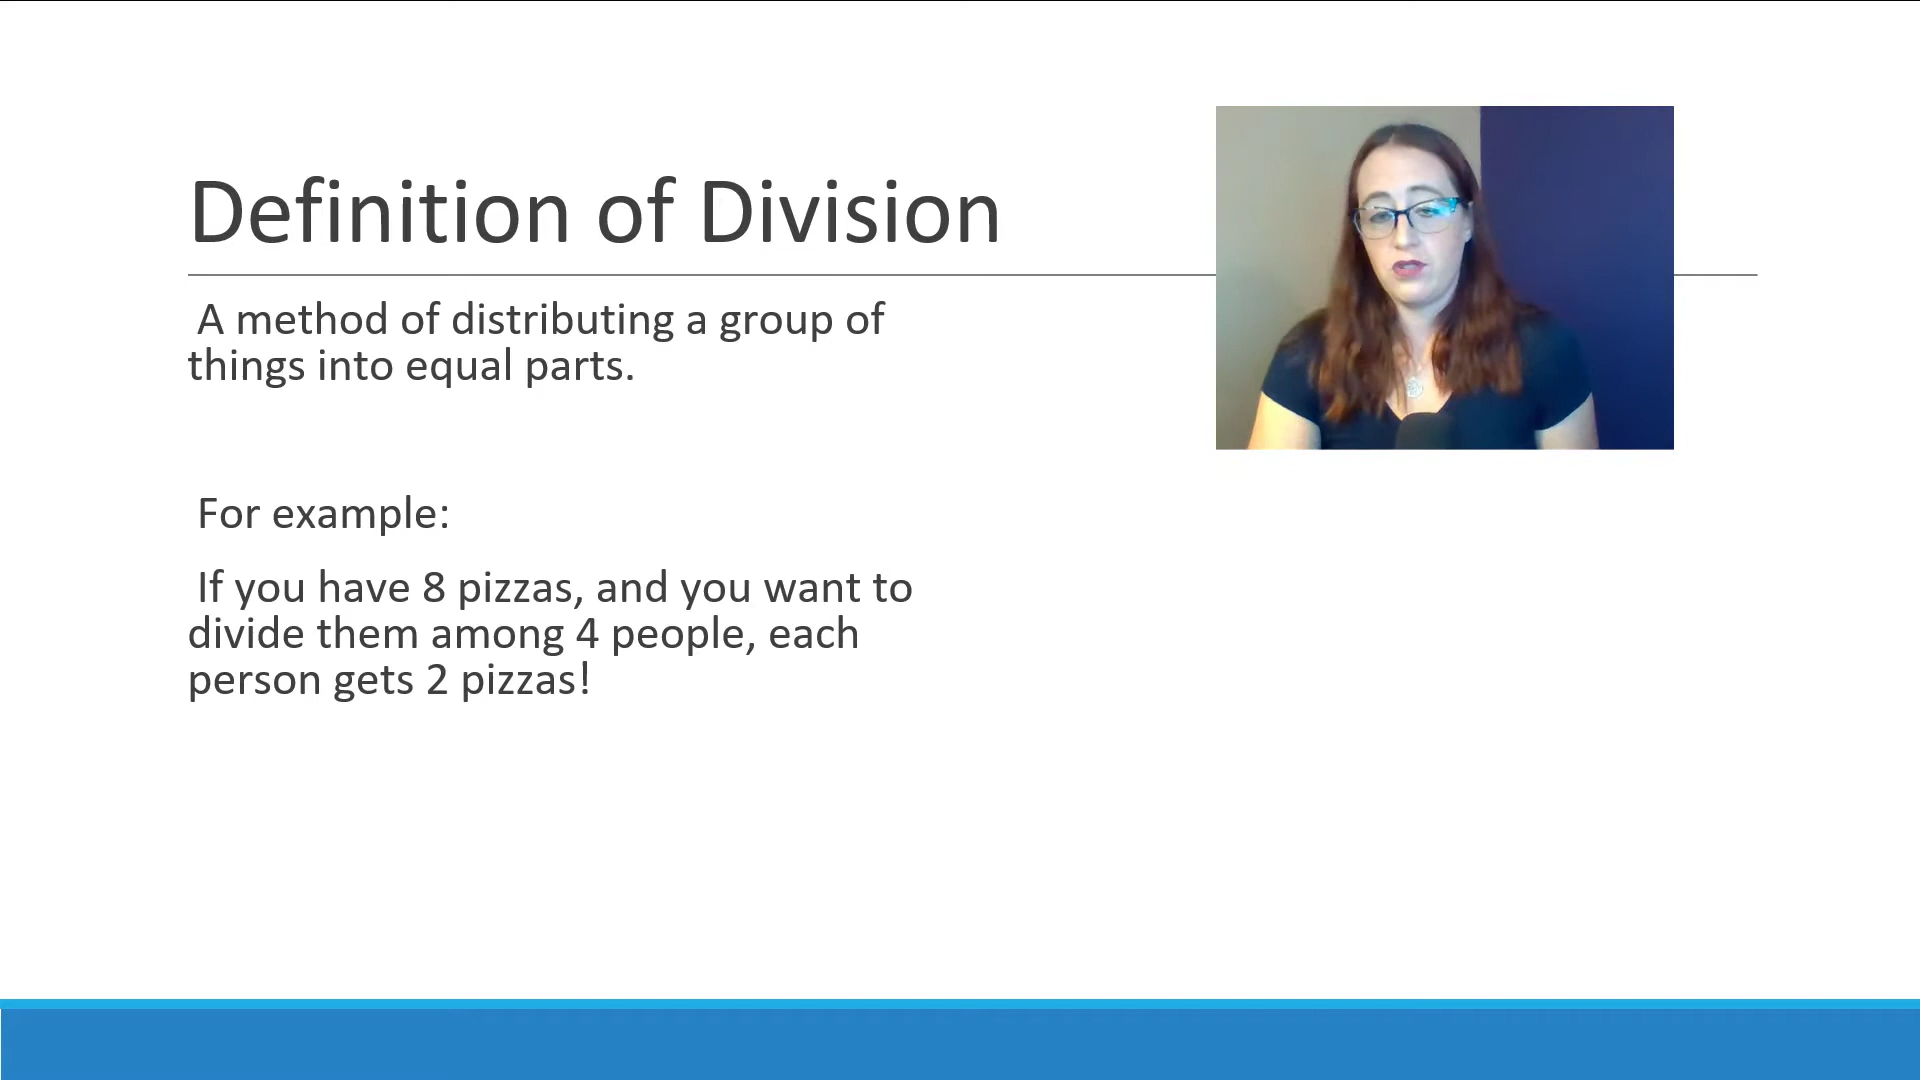 Definition of Division
A method of distributing a group of
things into equal parts.
For example:
If you have 8 pizzas, and you want to
divide them among 4 people, each
person gets 2 pizzas!